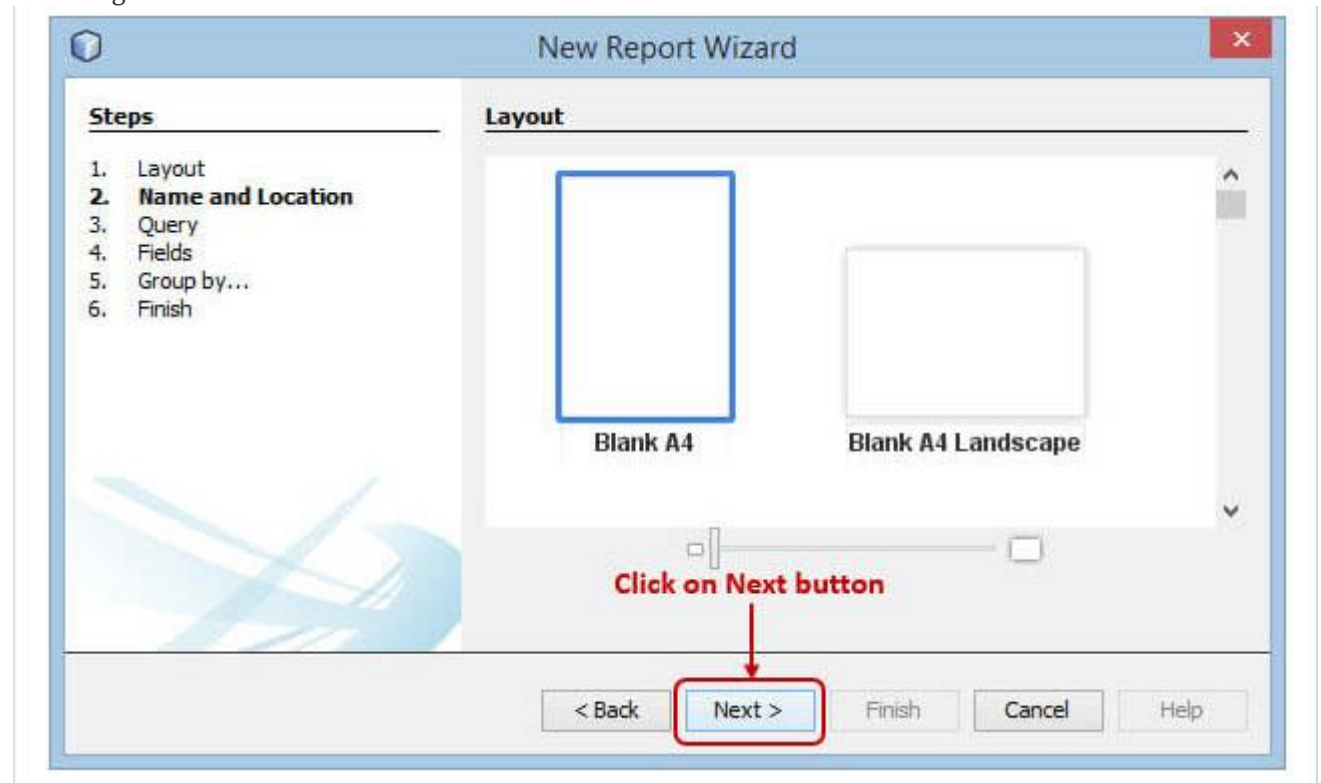 New Report Wizard
Steps
1. Layout
2. Name and Location
3. Query
4. Fields
5. Group by...
6. Finish
Layout
Blank A4
Blank A4 Landscape
Click on Next button
< Back
Next >
Finish
Cancel
Help